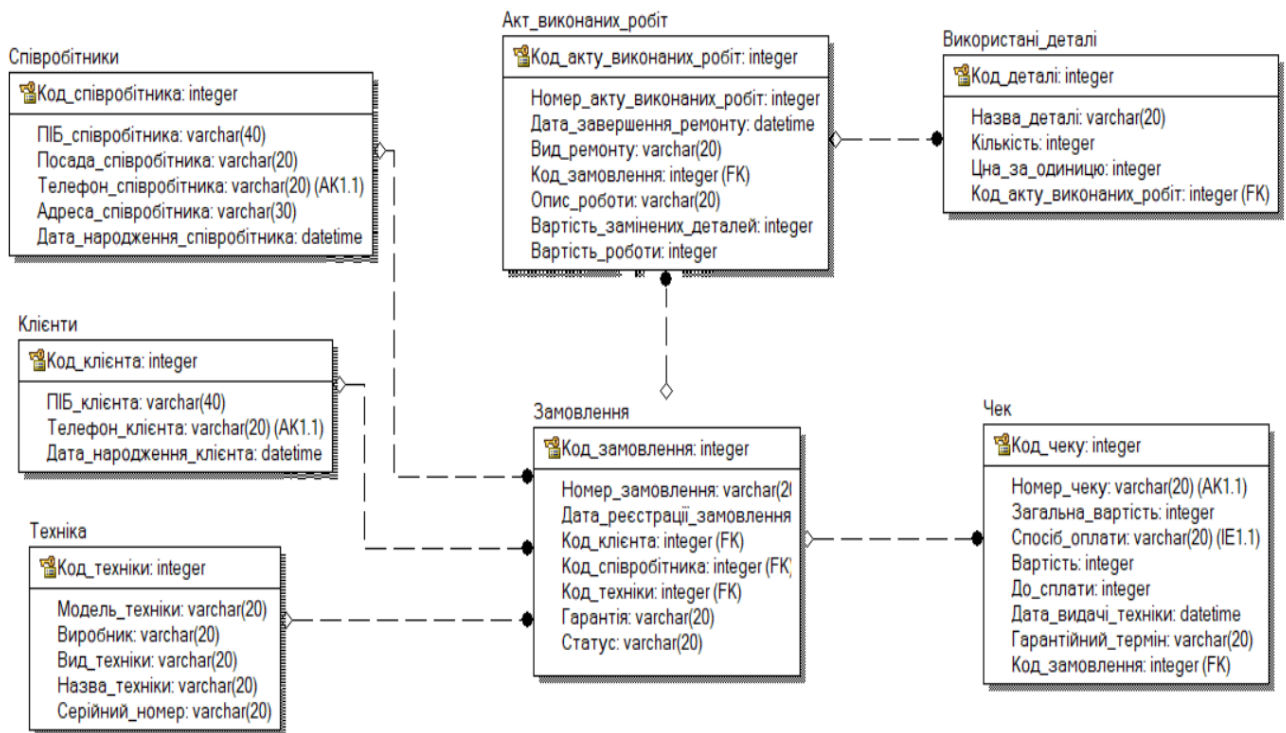 Співробітники
Код_співробітника: integer
ПІБ_співробітника: varchar(40)
Посада_співробітника: varchar(20)
Телефон_співробітника: varchar(20) (AK1.1)
Адреса_співробітника: varchar(30)
Дата_народження_співробітника: datetime
Клієнти
Код_клієнта: integer
ПІБ_клієнта: varchar(40)
Телефон_клієнта: varchar(20) (AK1.1)
Дата_народження_клієнта: datetime
Техніка
Код_техніки: integer
Модель_техніки: varchar(20)
Виробник: varchar(20)
Вид_техніки: varchar(20)
Назва_техніки: varchar(20)
Серійний_номер: varchar(20)
Акт_виконаних_робіт
Код_акту_виконаних_робіт: integer
Номер_акту_виконаних_робіт: integer
Дата_завершення_ремонту: datetime
Вид_ремонту: varchar(20)
Код_замовлення: integer (FK)
Опис_роботи: varchar(20)
Вартість_замінених_деталей: integer
Вартість_роботи: integer
Замовлення
Код_замовлення: integer
Номер_замовлення: varchar(20
Дата_реєстрації_замовлення
Код_клієнта: integer (FK)
Код_співробітника: integer (FK)
Код_техніки: integer (FK)
Гарантія: varchar(20)
Статус: varchar(20)
Використані_деталі
Код_деталі: integer
Назва_деталі: varchar(20)
Кількість: integer
Цна_за_одиницю: integer
Код_акту_виконаних_робіт: integer (FK)
Чек
Код_чеку: integer
Номер_чеку: varchar(20) (AK1.1)
Загальна_вартість: integer
Спосіб_оплати: varchar(20) (IE1.1)
Вартість: integer
До_сплати: integer
Дата_видачі_техніки: datetime
Гарантійний_термін: varchar(20)
Код_замовлення: integer (FK)